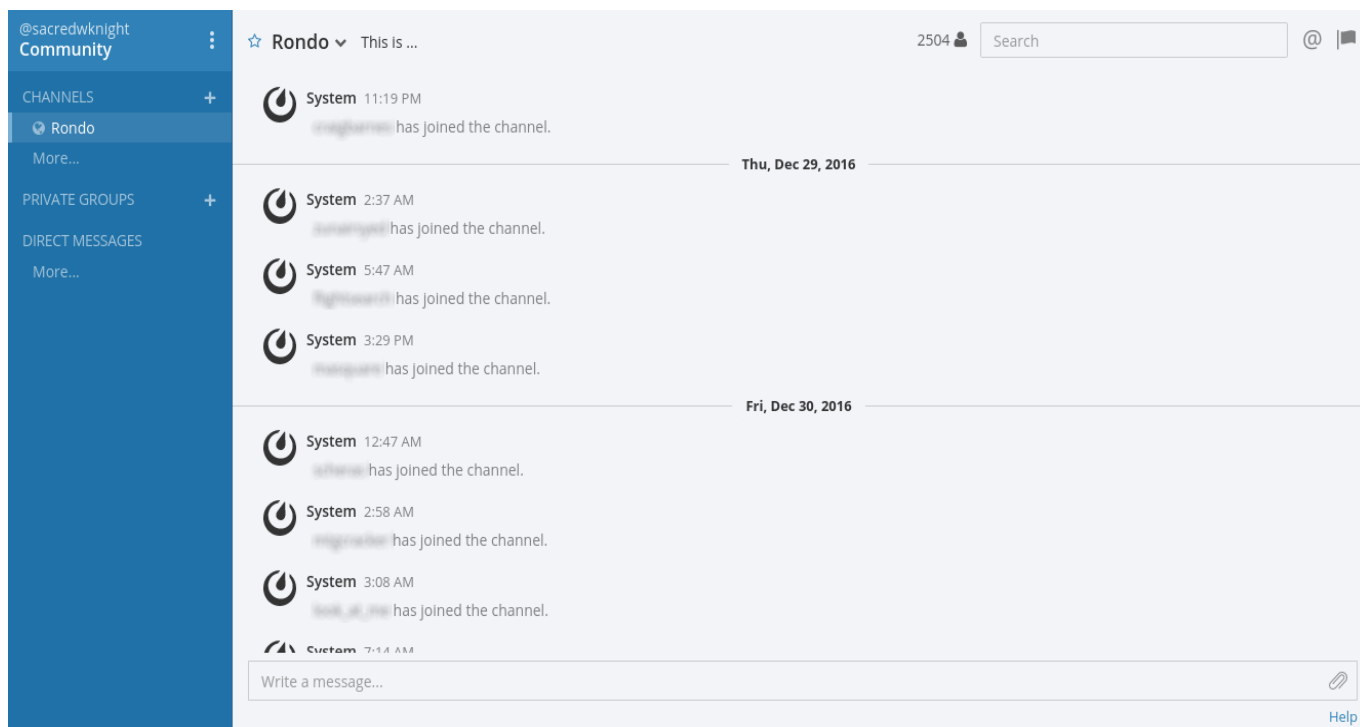 @sacredwknight
Community
CHANNELS
Rondo
More...
PRIVATE GROUPS
DIRECT MESSAGES
More...
Rondo This is ...
2504
Search
@
System 11:19 PM
has joined the channel.
Thu, Dec 29, 2016
System 2:37 AM
has joined the channel.
System 5:47 AM
has joined the channel.
System 3:29 PM
has joined the channel.
Fri, Dec 30, 2016
System 12:47 AM
has joined the channel.
System 2:58 AM
has joined the channel.
System 3:08 AM
has joined the channel.
System 7:14 AM
Write a message...
Help